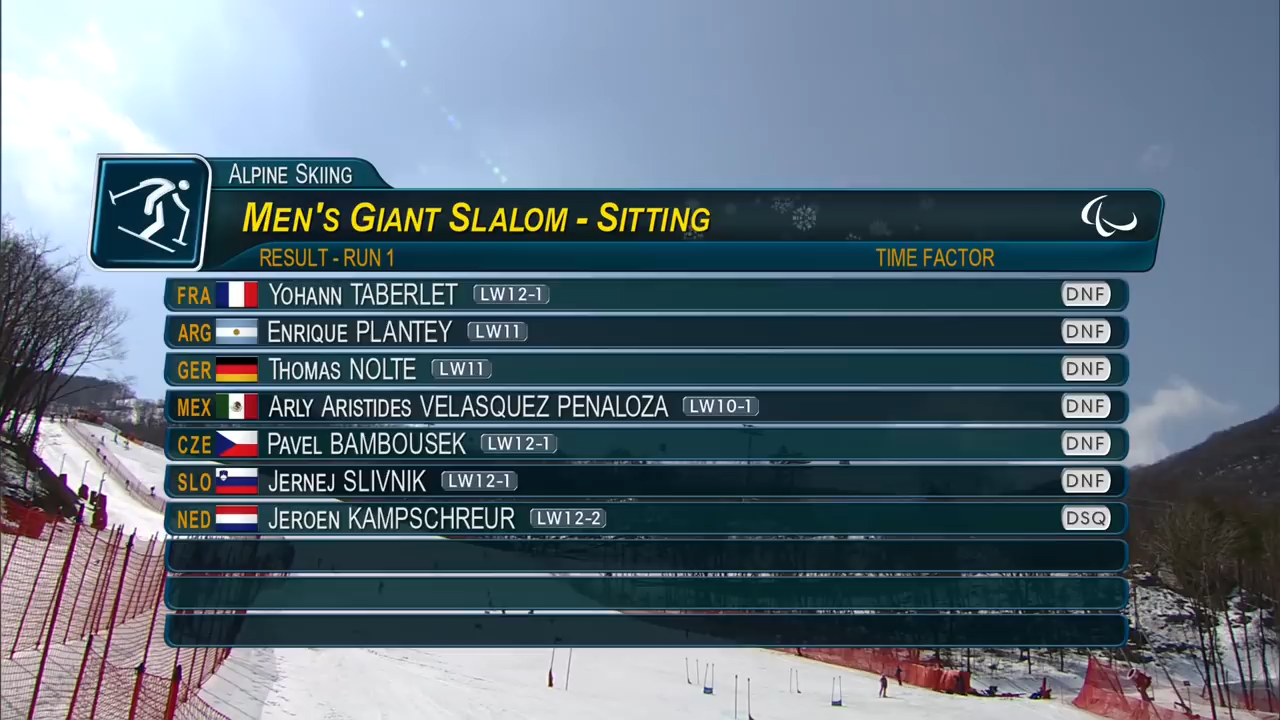 ALPINE SKIING
MEN'S GIANT SLALOM - SITTING
RESULT - RUN 1 TIME FACTOR
FRA YOHANN TABERLET LW12-1 DNF
ARG ENRIQUE PLANTEY LW11 DNF
GER THOMAS NOLTE LW11 DNF
MEX ARLY ARISTIDES VELASQUEZ PENALOZA LW10-1 DNF
CZE PAVEL BAMBOUSEK LW12-1 DNF
SLO JERNEJ SLIVNIK LW12-1 DNF
NED JEROEN KAMPSCHREUR LW12-2 DSQ